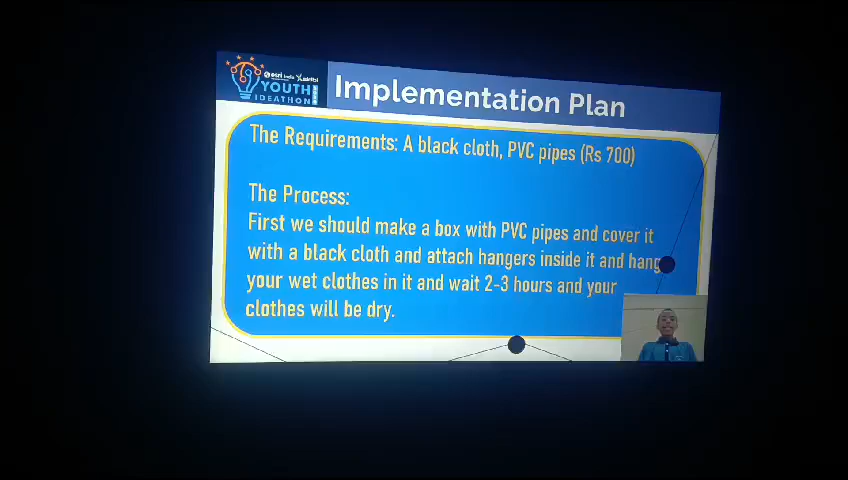 esri India
YOUTH
IDEATHON
Implementation Plan
The Requirements: A black cloth, PVC pipes (Rs 700)
The Process:
First we should make a box with PVC pipes and cover it
with a black cloth and attach hangers inside it and hang
your wet clothes in it and wait 2-3 hours and your
clothes will be dry.